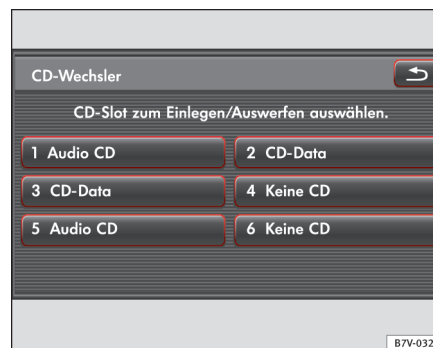 CD-Wechsler
CD-Slot zum Einlegen/Auswerfen auswählen.
1 Audio CD
2 CD-Data
3 CD-Data
4 Keine CD
5 Audio CD
6 Keine CD
B7V-032